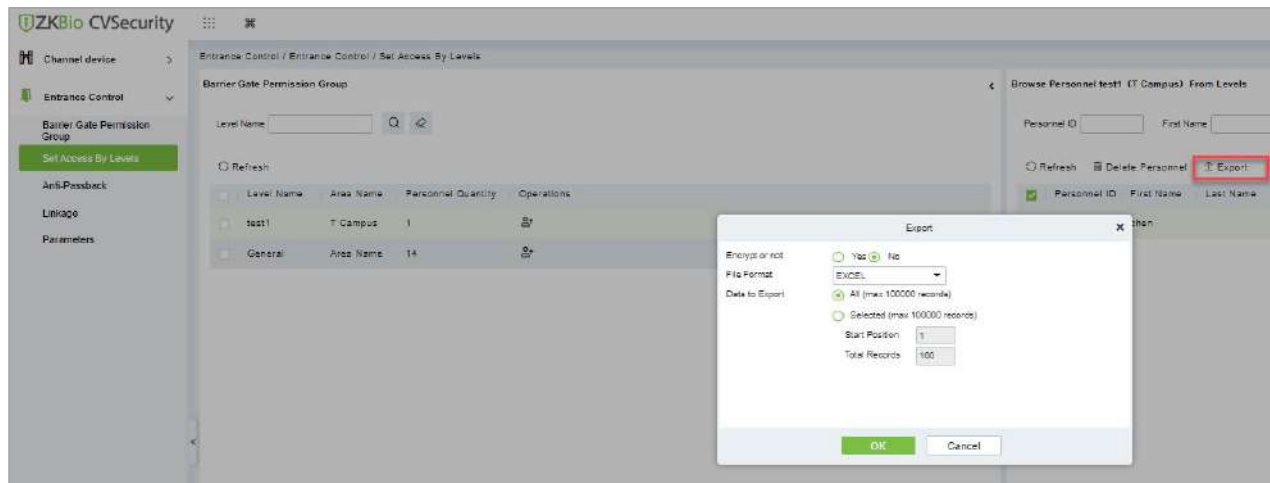 ZKBio CVSecurity
Channel device
Entrance Control
Barrier Gate Permission
Group
Set Access By Levels
Anti-Passback
Linkage
Parameters
Entrance Control / Entrance Control / Set Access By Levels
Barrier Gate Permission Group
Level Name
Refresh
Level Name Area Name Personnel Quantity Operations
test1 T Campus 1
General Area Name 14
Browse Personnel test1 (T Campus) From Levels
Personnel ID First Name
Refresh Delete Personnel Export
Personnel ID First Name Last Name
Export
Encrypt or not Yes No
File Format EXCEL
Data to Export All (max 100000 records)
Selected (max 100000 records)
Start Position 1
Total Records 100
OK Cancel